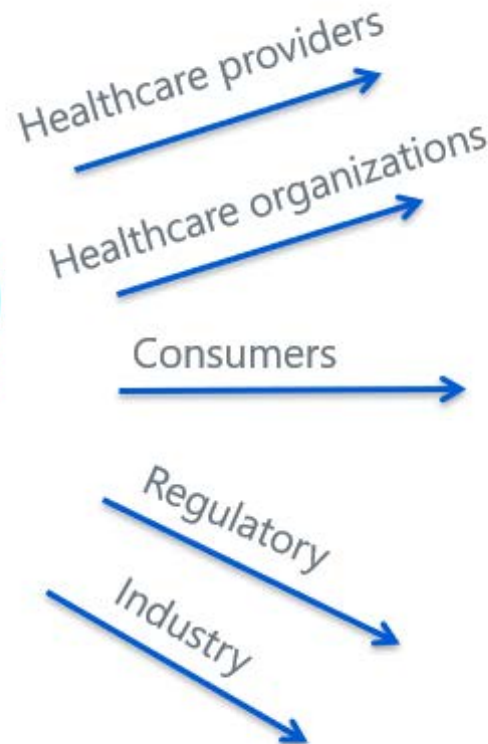 Healthcare providers
Healthcare organizations
Consumers
Regulatory
Industry